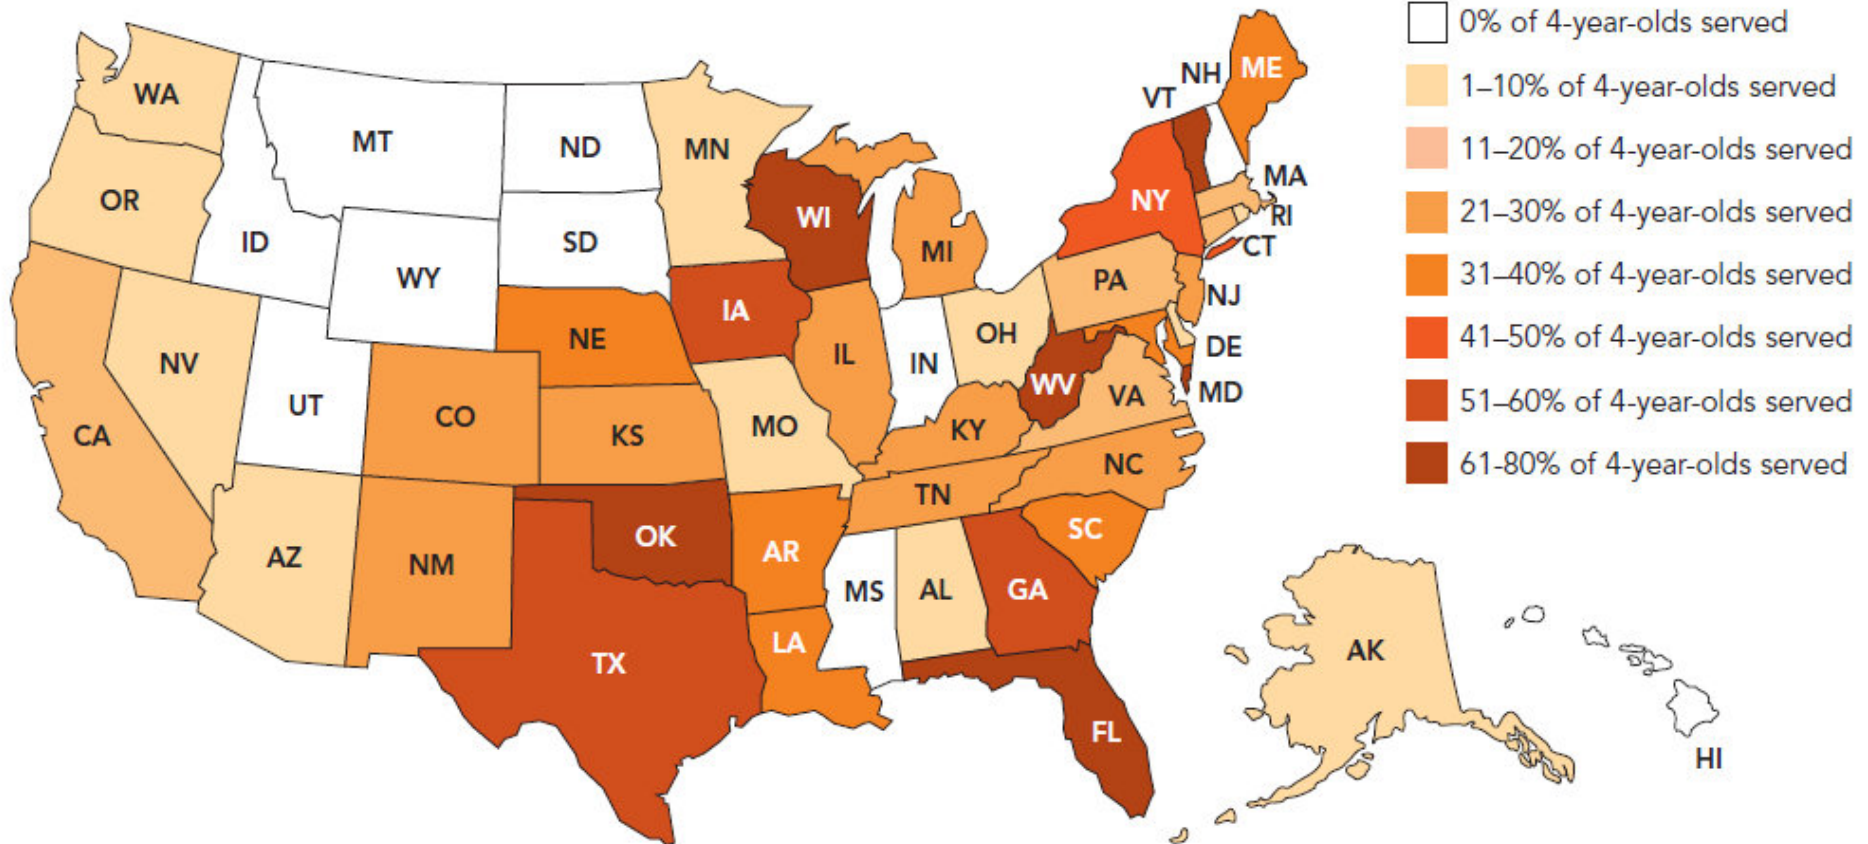 0% of 4-year-olds served
1–10% of 4-year-olds served
11–20% of 4-year-olds served
21–30% of 4-year-olds served
31–40% of 4-year-olds served
41–50% of 4-year-olds served
51–60% of 4-year-olds served
61-80% of 4-year-olds served
WA
MT
ND
MN
OR
ID
WY
SD
WI
MI
NY
VT
NH
ME
MA
RI
CT
NJ
DE
MD
PA
NV
UT
CO
NE
IA
IL
IN
OH
WV
VA
CA
KS
MO
KY
NC
TN
SC
AZ
NM
OK
AR
MS
AL
GA
TX
LA
FL
AK
HI